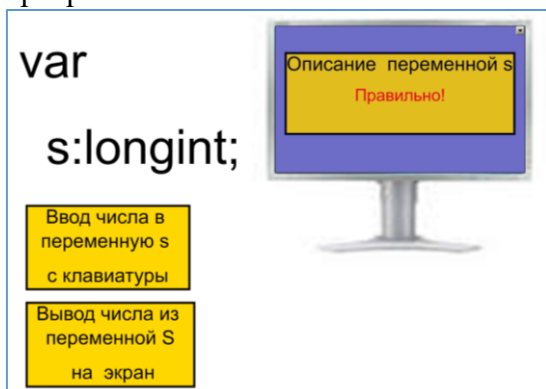 var
s:longint;
Описание переменной s
Правильно!
Ввод числа в
переменную s
с клавиатуры
Вывод числа из
переменной S
на экран